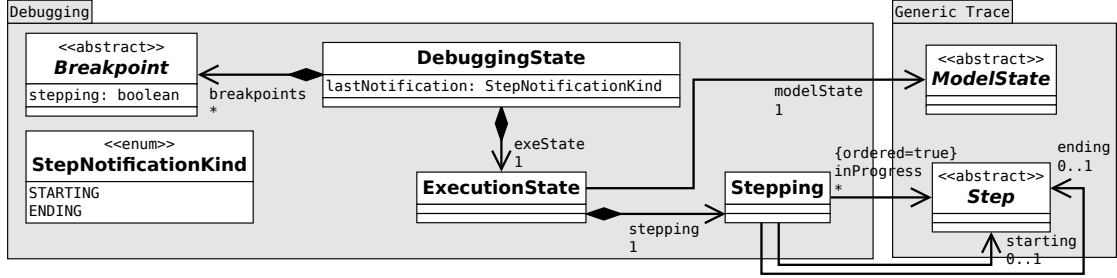 Debugging
Generic Trace
<<abstract>>
Breakpoint
stepping: boolean
DebuggingState
lastNotification: StepNotificationKind
<<abstract>>
ModelState
breakpoints
*
modelState
1
<<enum>>
StepNotificationKind
STARTING
ENDING
exeState
1
ExecutionState
stepping
1
Stepping
{ordered=true}
inProgress
*
ending
0..1
<<abstract>>
Step
starting
0..1